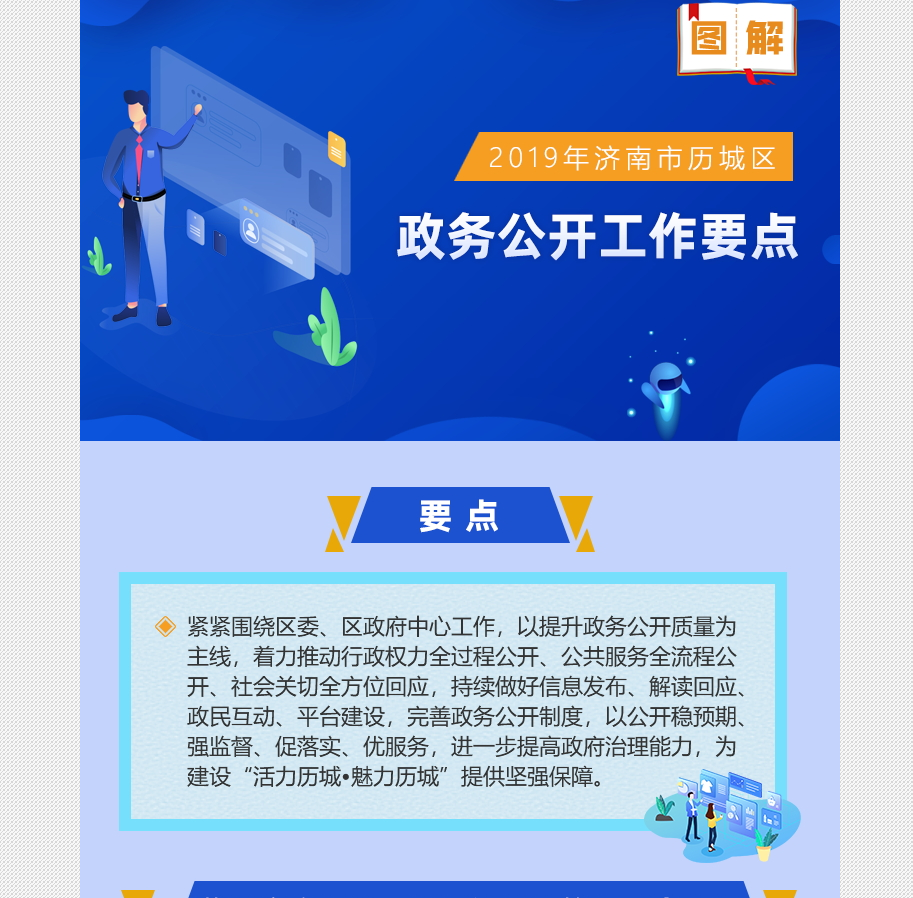 图 解
2019年济南市历城区
政务公开工作要点
要 点
紧紧围绕区委、区政府中心工作，以提升政务公开质量为
主线，着力推动行政权力全过程公开、公共服务全流程公
开、社会关切全方位回应，持续做好信息发布、解读回应、
政民互动、平台建设，完善政务公开制度，以公开稳预期、
强监督、促落实、优服务，进一步提高政府治理能力，为
建设“活力历城•魅力历城”提供坚强保障。